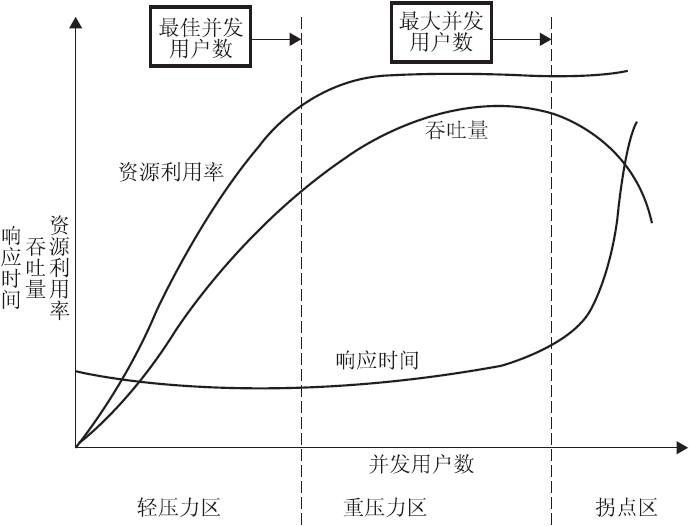 最佳并发
用户数
最大并发
用户数
吞吐量
资源利用率
资源利用率
吞吐量
响应时间
响应时间
并发用户数
轻压力区
重压力区
拐点区